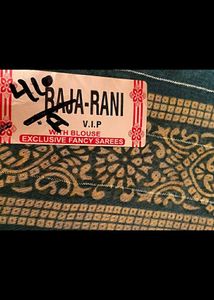 RAJA-RANI
V.I.P
WITH BLOUSE
EXCLUSIVE FANCY SAREES